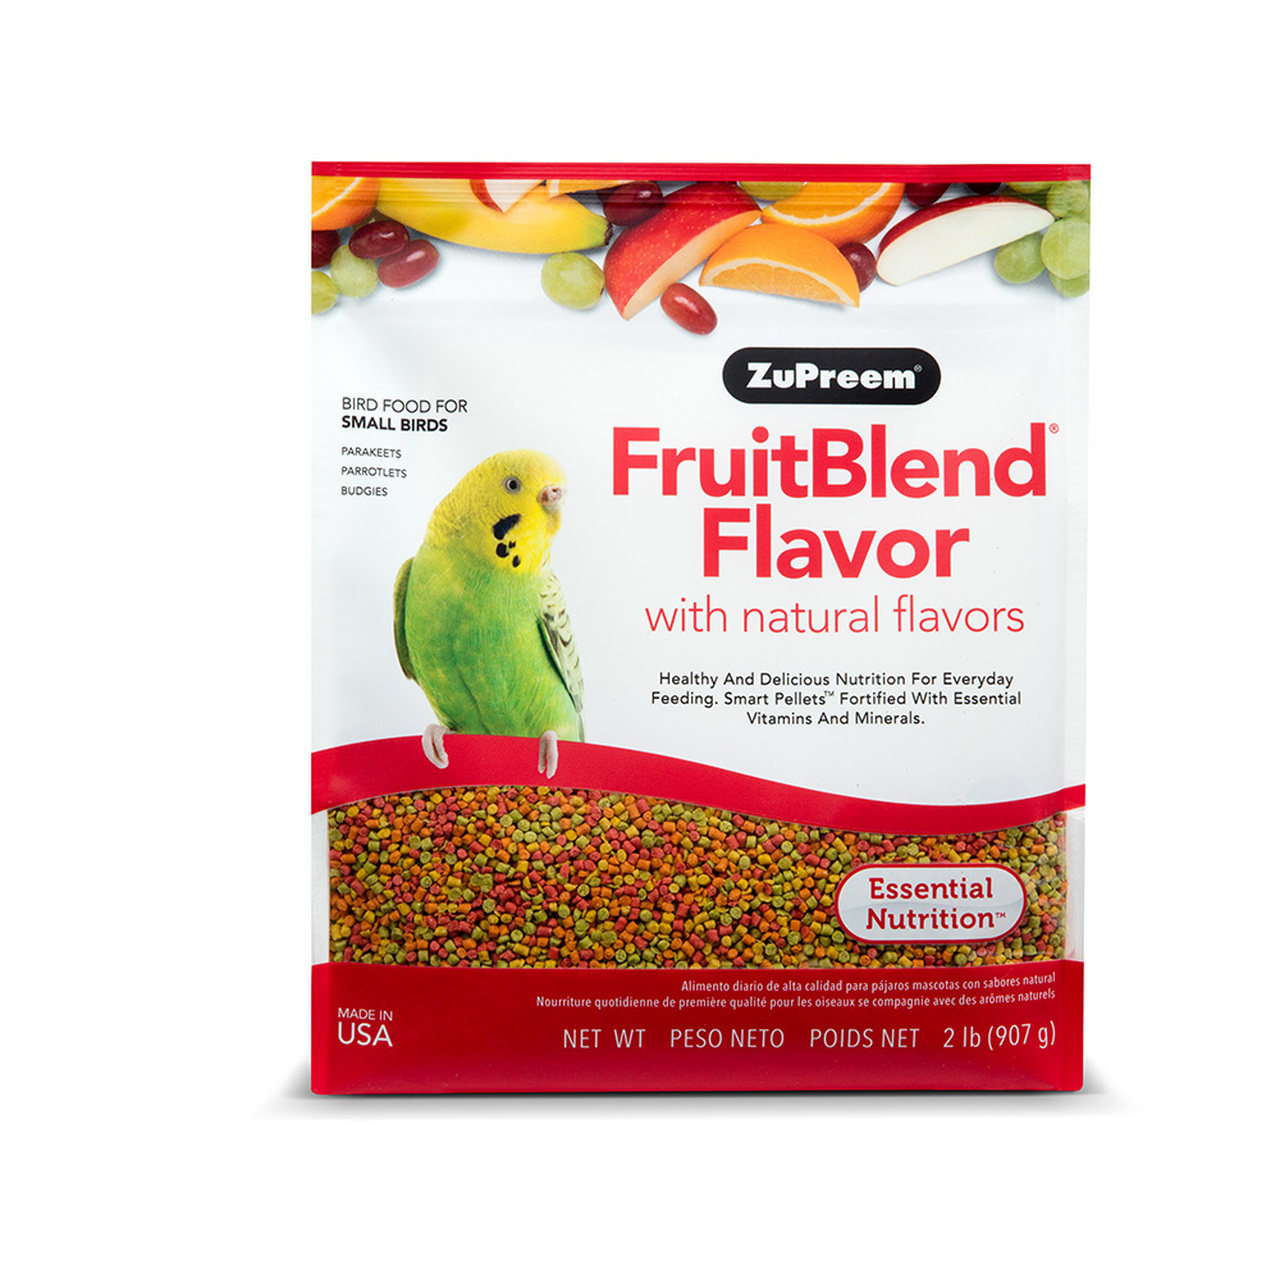 ZuPreem®
BIRD FOOD FOR
SMALL BIRDS
PARAKEETS
PARROTLETS
BUDGIES
FruitBlend®
Flavor
with natural flavors
Healthy And Delicious Nutrition For Everyday
Feeding. Smart Pellets™ Fortified With Essential
Vitamins And Minerals.
Essential
Nutrition™
Alimento diario de alta calidad para pájaros mascotas con sabores natural
Nourriture quotidienne de première qualité pour les oiseaux se compagnie avec des arômes naturels
MADE IN
USA
NET WT PESO NETO POIDS NET 2 lb (907 g)